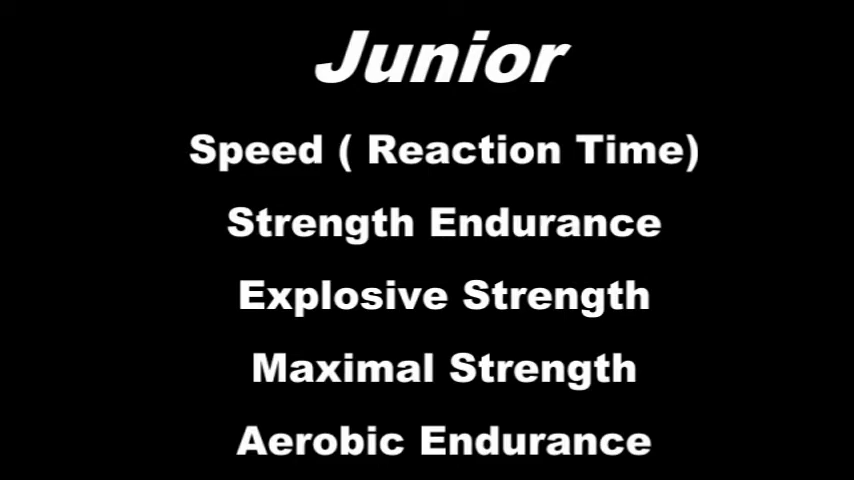 Junior
Speed ( Reaction Time)
Strength Endurance
Explosive Strength
Maximal Strength
Aerobic Endurance